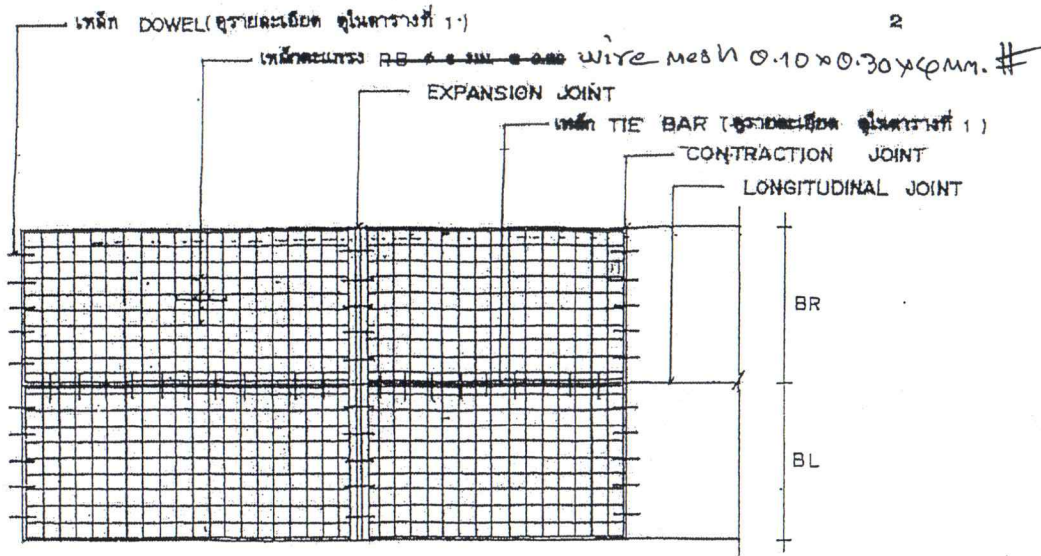 2
เหล็ก DOWEL(ดูรายละเอียด ดูในตารางที่ 1)
เหล็กตะแกรง RB wire mesh 0.10x0.30x4mm. #
EXPANSION JOINT
เหล็ก TIE BAR (ดูรายละเอียด ดูในตารางที่ 1)
CONTRACTION JOINT
LONGITUDINAL JOINT
BR
BL